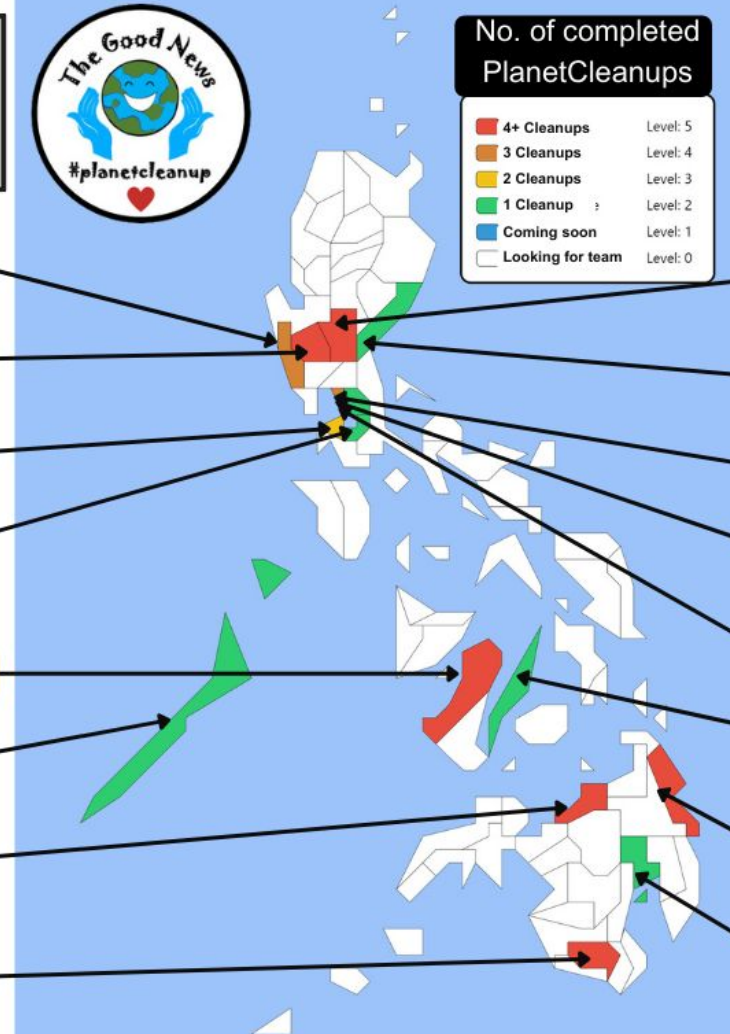 The Good News
#planetcleanup
No. of completed
PlanetCleanups
4+ Cleanups Level: 5
3 Cleanups Level: 4
2 Cleanups Level: 3
1 Cleanup Level: 2
Coming soon Level: 1
Looking for team Level: 0